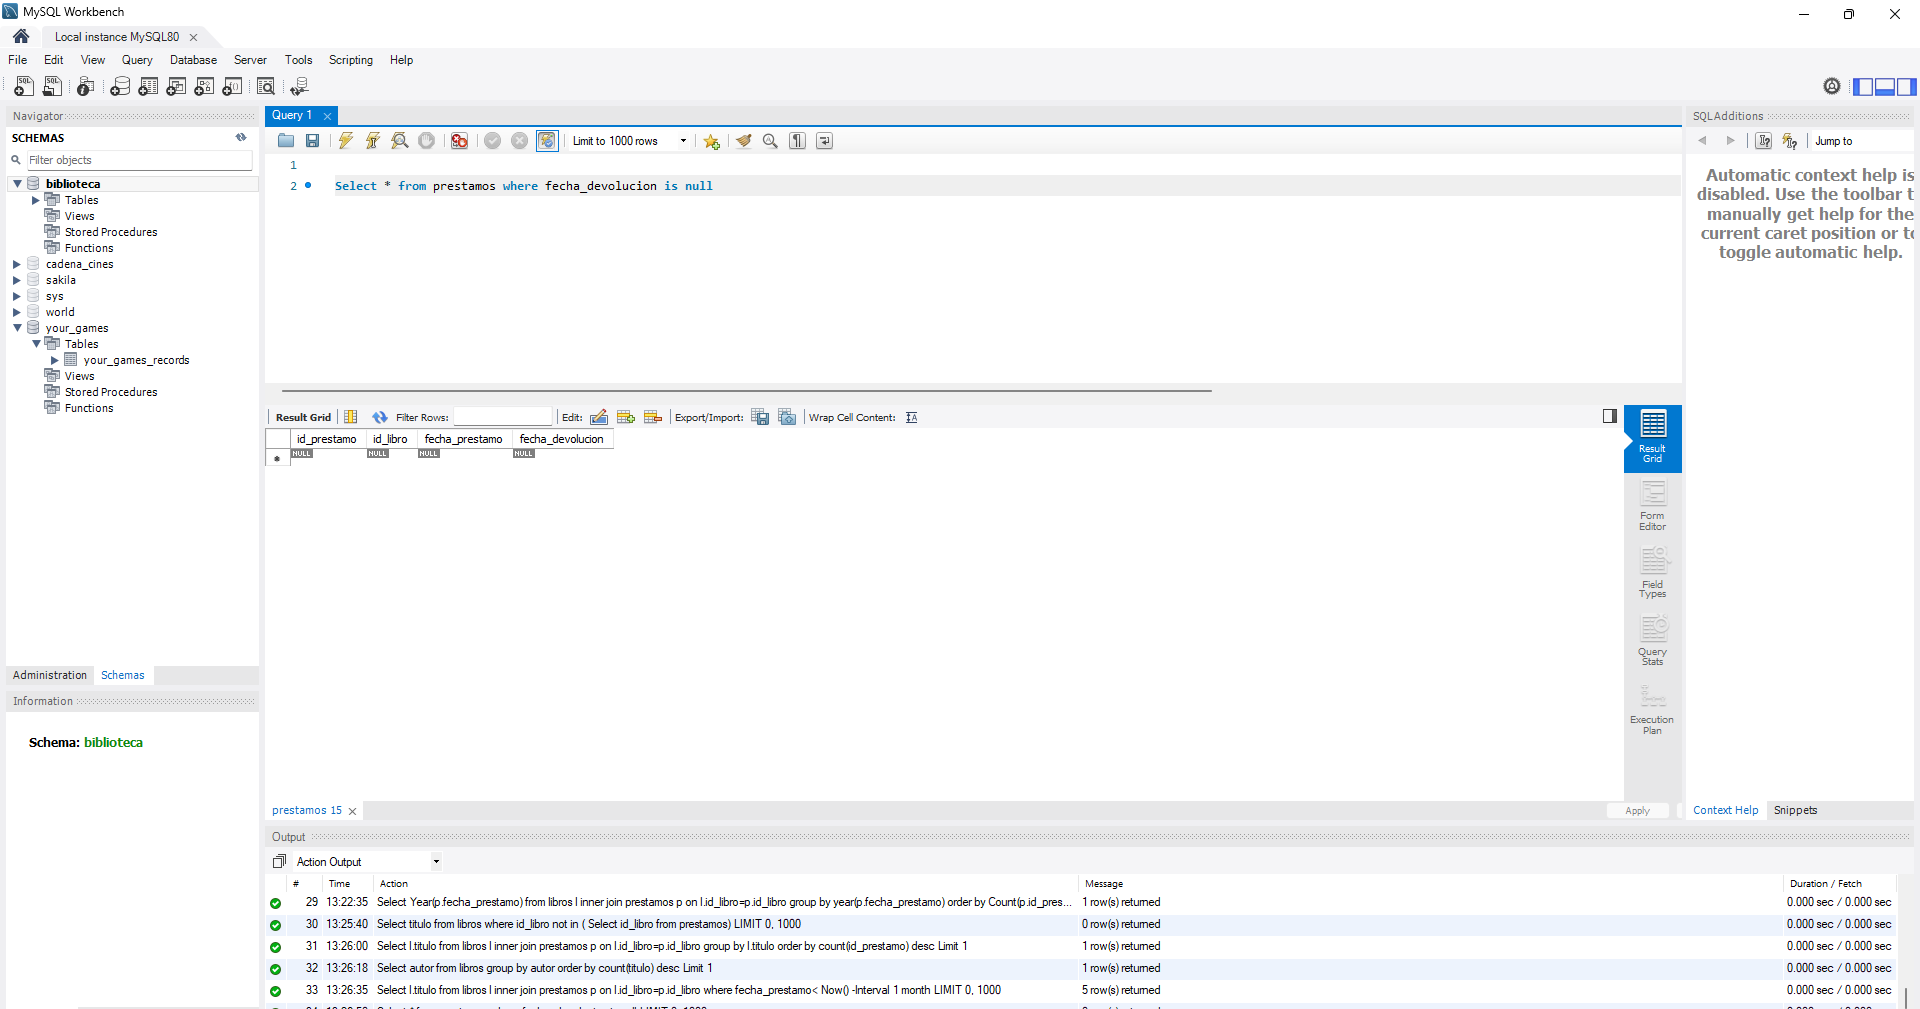 MySQL Workbench
Local instance MySQL80
File Edit View Query Database Server Tools Scripting Help
Navigator
SCHEMAS
Filter objects
biblioteca
Tables
Views
Stored Procedures
Functions
cadena_cines
sakila
sys
world
your_games
Tables
your_games_records
Views
Stored Procedures
Functions
Administration Schemas
Information
Schema: biblioteca
Query 1
Limit to 1000 rows
1
2 Select * from prestamos where fecha_devolucion is null
Result Grid Filter Rows: Edit: Export/Import: Wrap Cell Content:
id_prestamo id_libro fecha_prestamo fecha_devolucion
NULL NULL NULL NULL
Result Grid
Form Editor
Field Types
Query Stats
Execution Plan
prestamos 15
Apply
SQLAdditions
Jump to
Automatic context help is
disabled. Use the toolbar t
manually get help for the
current caret position or to
toggle automatic help.
Context Help Snippets
Output
Action Output
# Time Action Message Duration / Fetch
29 13:22:35 Select Year(p.fecha_prestamo) from libros l inner join prestamos p on l.id_libro=p.id_libro group by year(p.fecha_prestamo) order by Count(p.id_pres... 1 row(s) returned 0.000 sec / 0.000 sec
30 13:25:40 Select titulo from libros where id_libro not in ( Select id_libro from prestamos) LIMIT 0, 1000 0 row(s) returned 0.000 sec / 0.000 sec
31 13:26:00 Select l.titulo from libros l inner join prestamos p on l.id_libro=p.id_libro group by l.titulo order by count(id_prestamo) desc Limit 1 1 row(s) returned 0.000 sec / 0.000 sec
32 13:26:18 Select autor from libros group by autor order by count(titulo) desc Limit 1 1 row(s) returned 0.000 sec / 0.000 sec
33 13:26:35 Select l.titulo from libros l inner join prestamos p on l.id_libro=p.id_libro where fecha_prestamo< Now() -Interval 1 month LIMIT 0, 1000 5 row(s) returned 0.000 sec / 0.000 sec